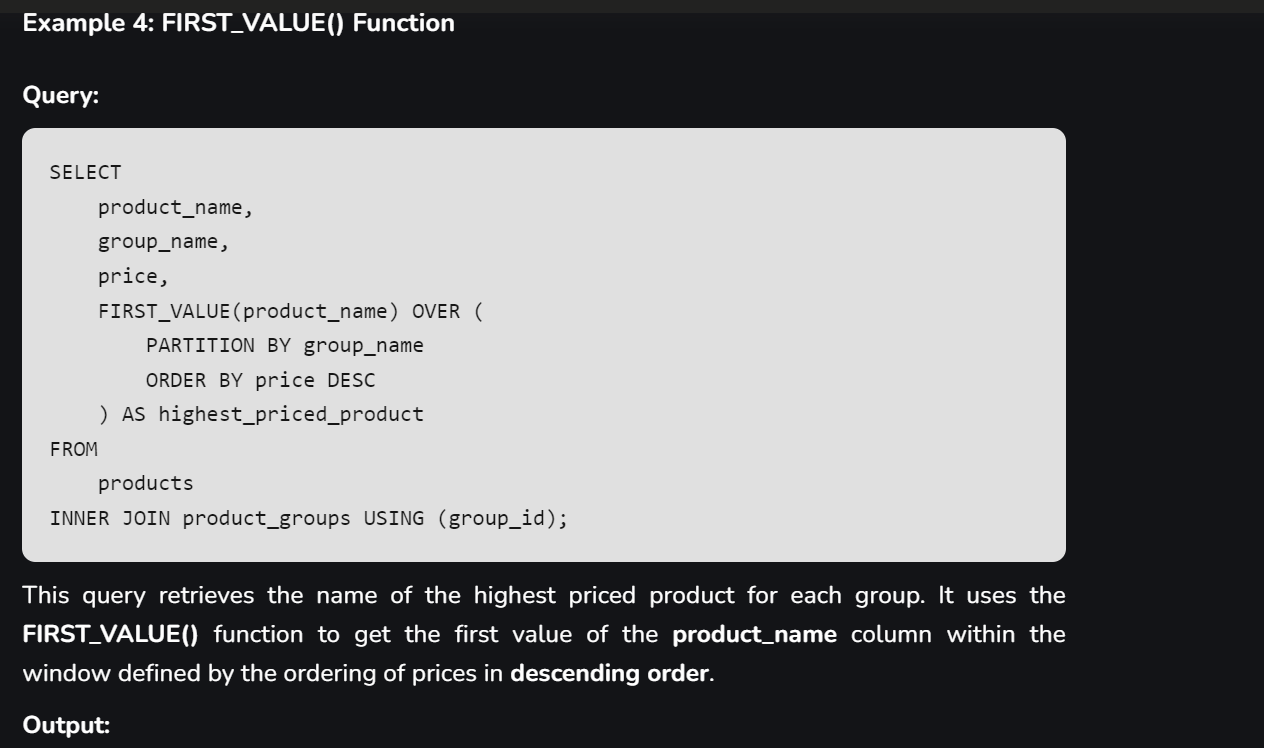 Example 4: FIRST_VALUE() Function
Query:
SELECT
    product_name,
    group_name,
    price,
    FIRST_VALUE(product_name) OVER (
        PARTITION BY group_name
        ORDER BY price DESC
    ) AS highest_priced_product
FROM
    products
INNER JOIN product_groups USING (group_id);
This query retrieves the name of the highest priced product for each group. It uses the
FIRST_VALUE() function to get the first value of the product_name column within the
window defined by the ordering of prices in descending order.
Output: